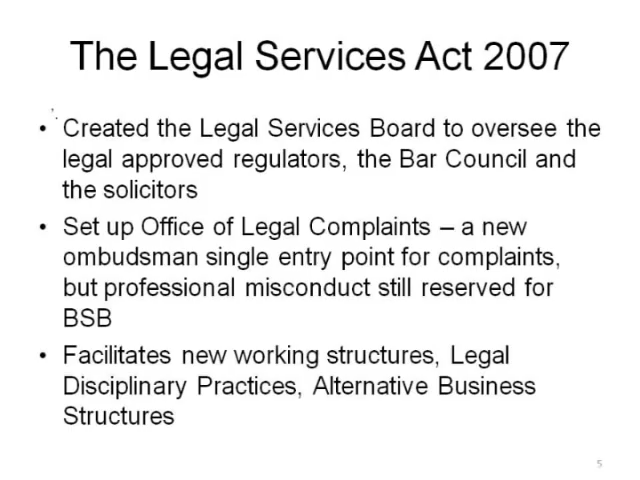 The Legal Services Act 2007
• Created the Legal Services Board to oversee the
legal approved regulators, the Bar Council and
the solicitors
• Set up Office of Legal Complaints – a new
ombudsman single entry point for complaints,
but professional misconduct still reserved for
BSB
• Facilitates new working structures, Legal
Disciplinary Practices, Alternative Business
Structures
5